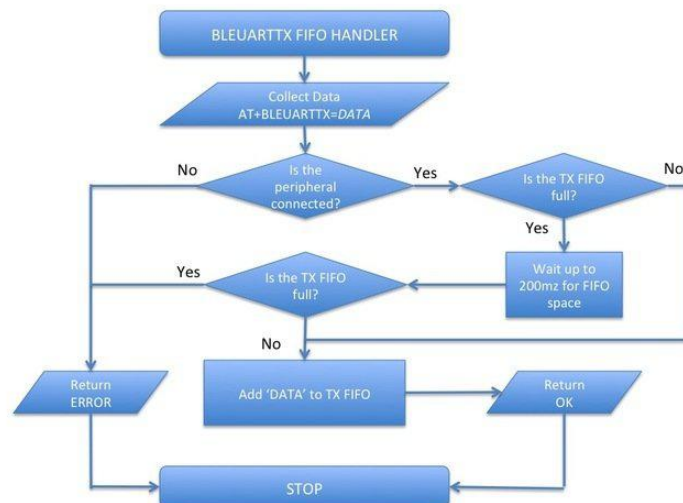 BLEUARTTX FIFO HANDLER
Collect Data
AT+BLEUARTTX=DATA
No
Is the
peripheral
connected?
Yes
Is the TX FIFO
full?
No
Yes
Wait up to
200mz for FIFO
space
Yes
Is the TX FIFO
full?
No
Return
ERROR
Add ‘DATA’ to TX FIFO
Return
OK
STOP